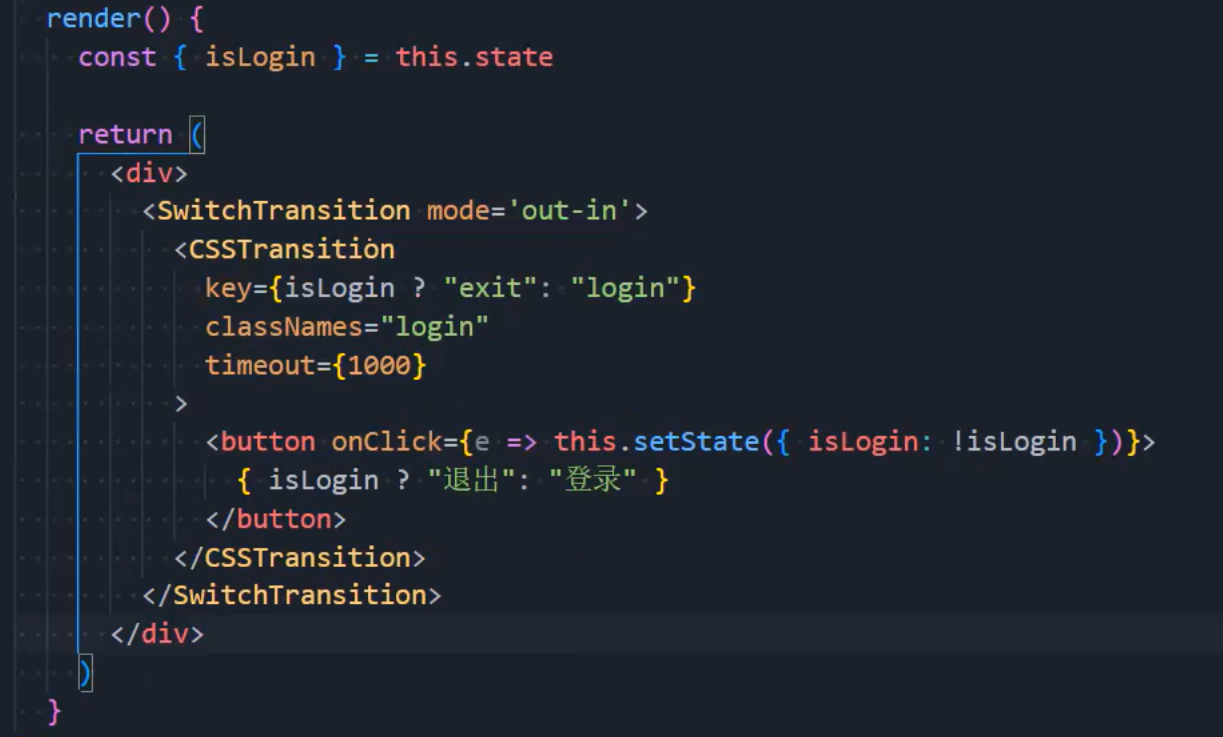 render() {
const { isLogin } = this.state
return (
<div>
<SwitchTransition mode='out-in'>
<CSSTransition
key={isLogin ? "exit": "login"}
classNames="login"
timeout={1000}
>
<button onClick={e => this.setState({ isLogin: !isLogin })}>
{ isLogin ? "退出": "登录" }
</button>
</CSSTransition>
</SwitchTransition>
</div>
)
}